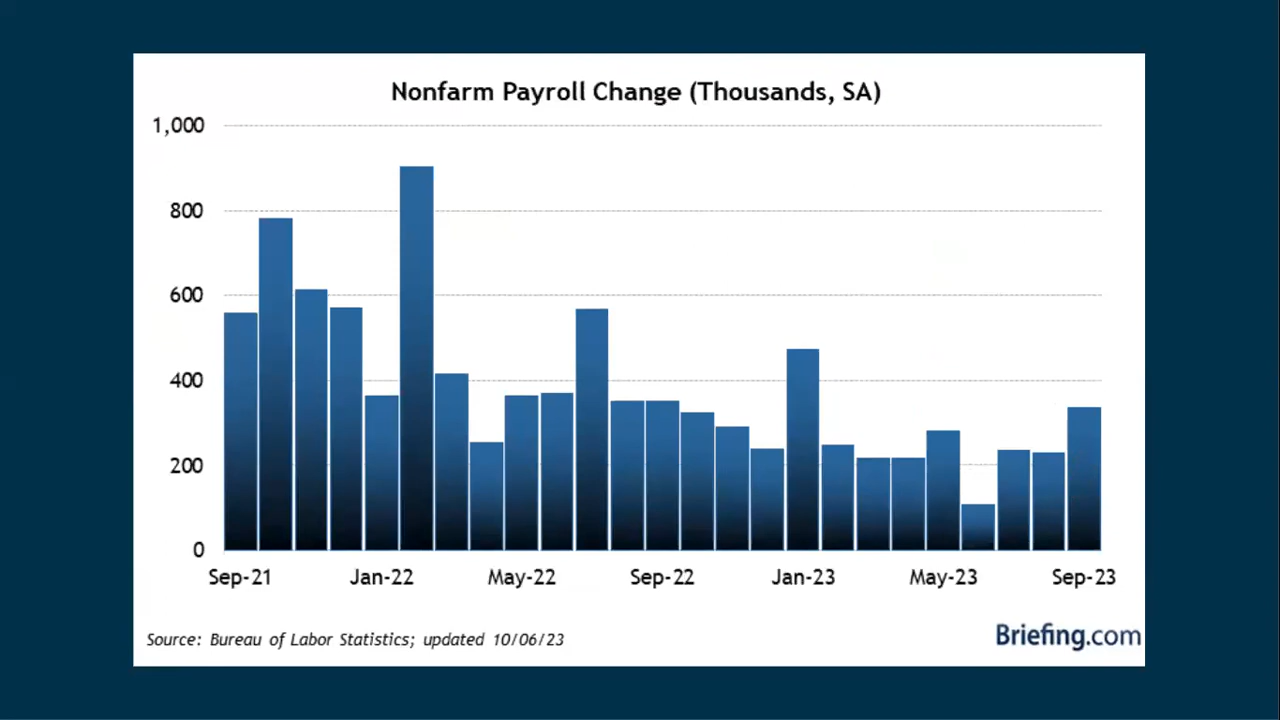 Nonfarm Payroll Change (Thousands, SA)
1,000
800
600
400
200
0
Sep-21 Jan-22 May-22 Sep-22 Jan-23 May-23 Sep-23
Source: Bureau of Labor Statistics; updated 10/06/23
Briefing.com